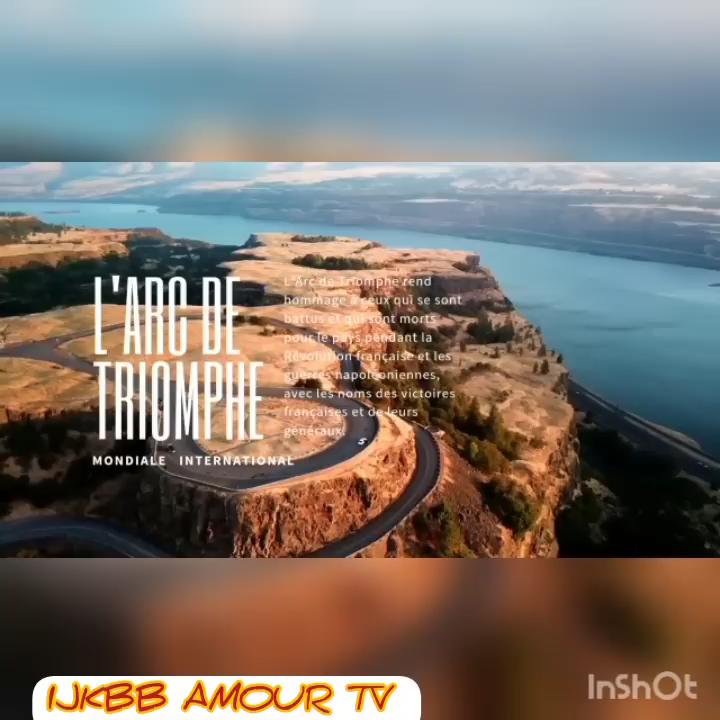 L'ARC DE
TRIOMPHE
MONDIALE INTERNATIONAL
L'Arc de Triomphe rend
hommage à ceux qui se sont
battus et qui sont morts
pour le pays pendant la
Révolution française et les
guerres napoléoniennes,
avec les noms des victoires
françaises et de leurs
généraux
IJKBB AMOUR TV
InShOt